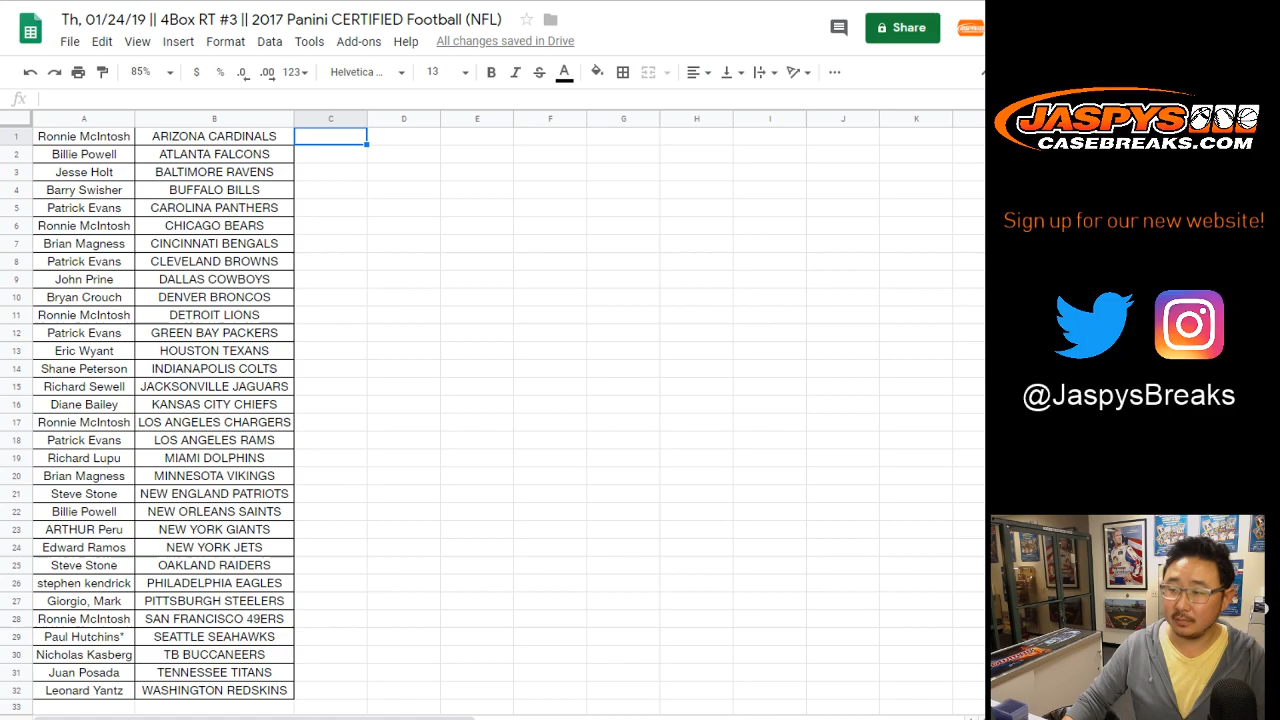 Th, 01/24/19 || 4Box RT #3 || 2017 Panini CERTIFIED Football (NFL)
File Edit View Insert Format Data Tools Add-ons Help All changes saved in Drive
Share
85% $ % .0 .00 123 Helvetica ... 13 B I S A
fx
A B C D E F G H I J K
1 Ronnie McIntosh ARIZONA CARDINALS
2 Billie Powell ATLANTA FALCONS
3 Jesse Holt BALTIMORE RAVENS
4 Barry Swisher BUFFALO BILLS
5 Patrick Evans CAROLINA PANTHERS
6 Ronnie McIntosh CHICAGO BEARS
7 Brian Magness CINCINNATI BENGALS
8 Patrick Evans CLEVELAND BROWNS
9 John Prine DALLAS COWBOYS
10 Bryan Crouch DENVER BRONCOS
11 Ronnie McIntosh DETROIT LIONS
12 Patrick Evans GREEN BAY PACKERS
13 Eric Wyant HOUSTON TEXANS
14 Shane Peterson INDIANAPOLIS COLTS
15 Richard Sewell JACKSONVILLE JAGUARS
16 Diane Bailey KANSAS CITY CHIEFS
17 Ronnie McIntosh LOS ANGELES CHARGERS
18 Patrick Evans LOS ANGELES RAMS
19 Richard Lupu MIAMI DOLPHINS
20 Brian Magness MINNESOTA VIKINGS
21 Steve Stone NEW ENGLAND PATRIOTS
22 Billie Powell NEW ORLEANS SAINTS
23 ARTHUR Peru NEW YORK GIANTS
24 Edward Ramos NEW YORK JETS
25 Steve Stone OAKLAND RAIDERS
26 stephen kendrick PHILADELPHIA EAGLES
27 Giorgio, Mark PITTSBURGH STEELERS
28 Ronnie McIntosh SAN FRANCISCO 49ERS
29 Paul Hutchins* SEATTLE SEAHAWKS
30 Nicholas Kasberg TB BUCCANEERS
31 Juan Posada TENNESSEE TITANS
32 Leonard Yantz WASHINGTON REDSKINS
33
JASPYS
CASEBREAKS.COM
Sign up for our new website!
@JaspysBreaks